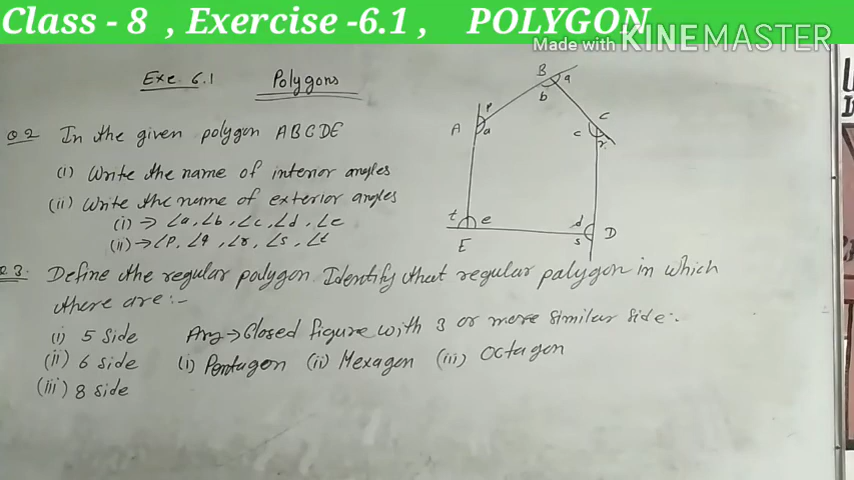 Class - 8 , Exercise -6.1 , POLYGON
Made with KINEMASTER
Exe 6.1 Polygons
Q 2 In the given polygon ABCDE
(i) Write the name of interior angles
(ii) Write the name of exterior angles
(i) → ∠a, ∠b, ∠c, ∠d, ∠e
(ii) → ∠p, ∠q, ∠r, ∠s, ∠t
B q
b
P
A a
C
c r
t e d D
s
E
Q.3. Define the regular polygon Identify that regular palygon in which
there are:-
(i) 5 side Ans → Closed figure with 3 or more similar side.
(ii) 6 side (i) Pentagon (ii) Hexagon (iii) Octagon
(iii) 8 side